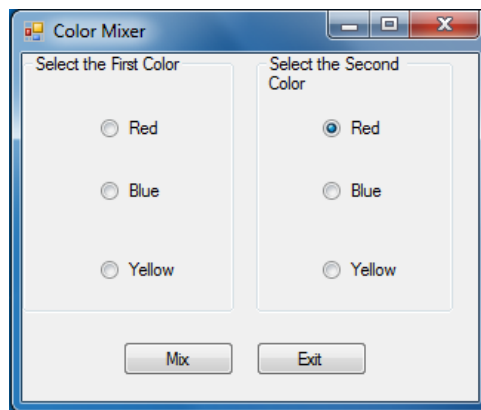 Color Mixer
Select the First Color
Select the Second
Color
Red
Red
Blue
Blue
Yellow
Yellow
Mix
Exit